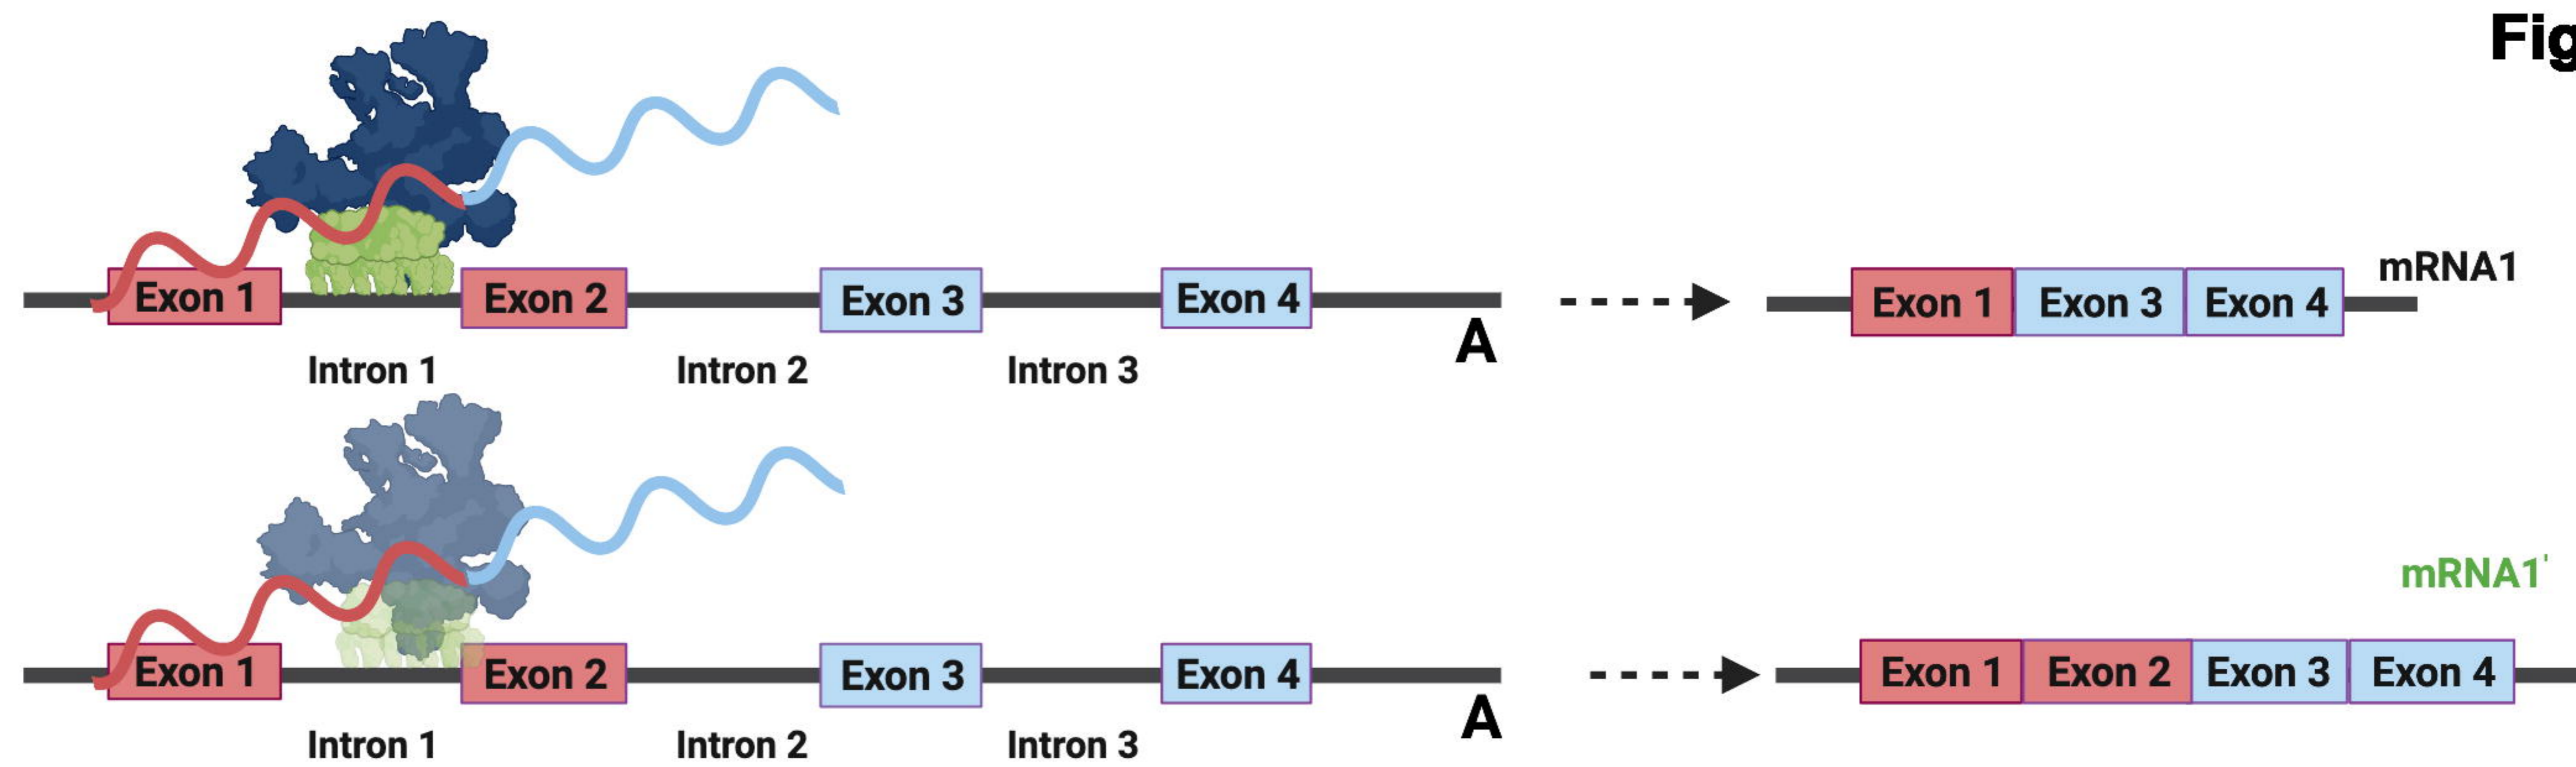 Fig
Exon 1 Exon 2 Exon 3 Exon 4
A
Intron 1 Intron 2 Intron 3
mRNA1
Exon 1 Exon 3 Exon 4
Exon 1 Exon 2 Exon 3 Exon 4
A
Intron 1 Intron 2 Intron 3
mRNA1'
Exon 1 Exon 2 Exon 3 Exon 4